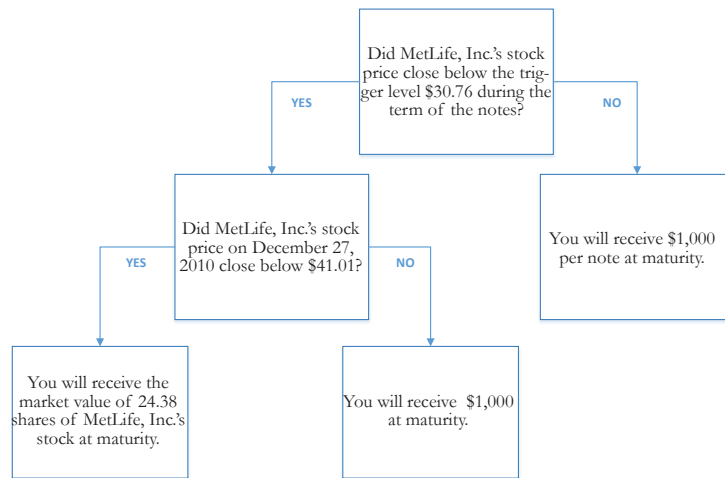 Did MetLife, Inc.'s stock
price close below the trig-
ger level $30.76 during the
term of the notes?
YES
NO
Did MetLife, Inc.'s stock
price on December 27,
2010 close below $41.01?
You will receive $1,000
per note at maturity.
YES
NO
You will receive the
market value of 24.38
shares of MetLife, Inc.'s
stock at maturity.
You will receive $1,000
at maturity.